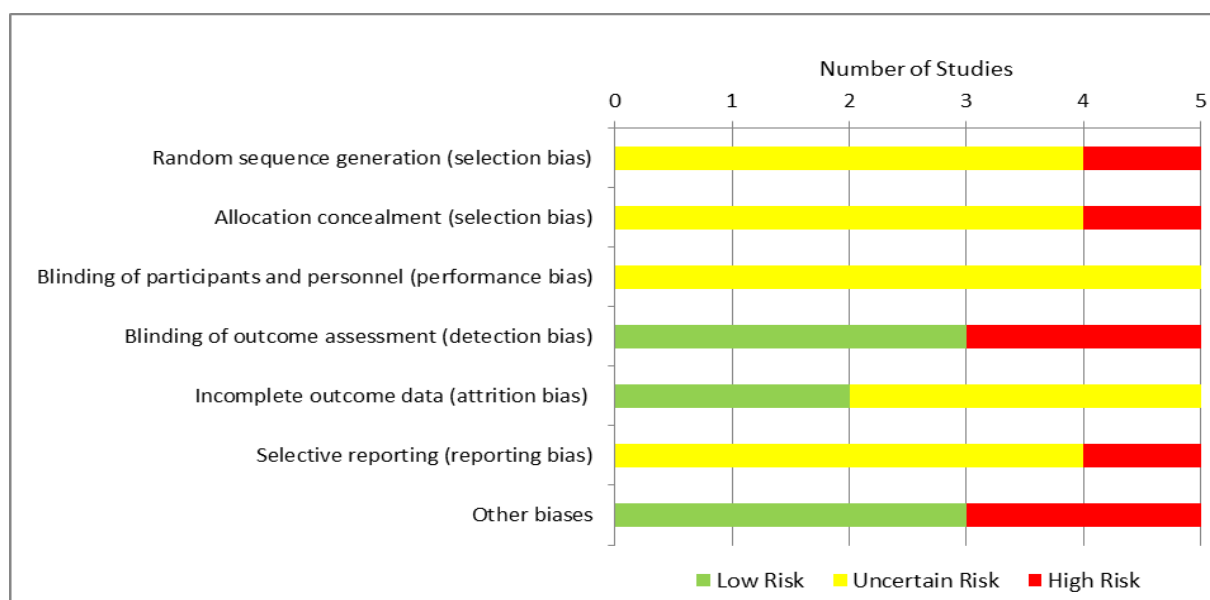 Number of Studies
0 1 2 3 4 5
Random sequence generation (selection bias)
Allocation concealment (selection bias)
Blinding of participants and personnel (performance bias)
Blinding of outcome assessment (detection bias)
Incomplete outcome data (attrition bias)
Selective reporting (reporting bias)
Other biases
Low Risk Uncertain Risk High Risk